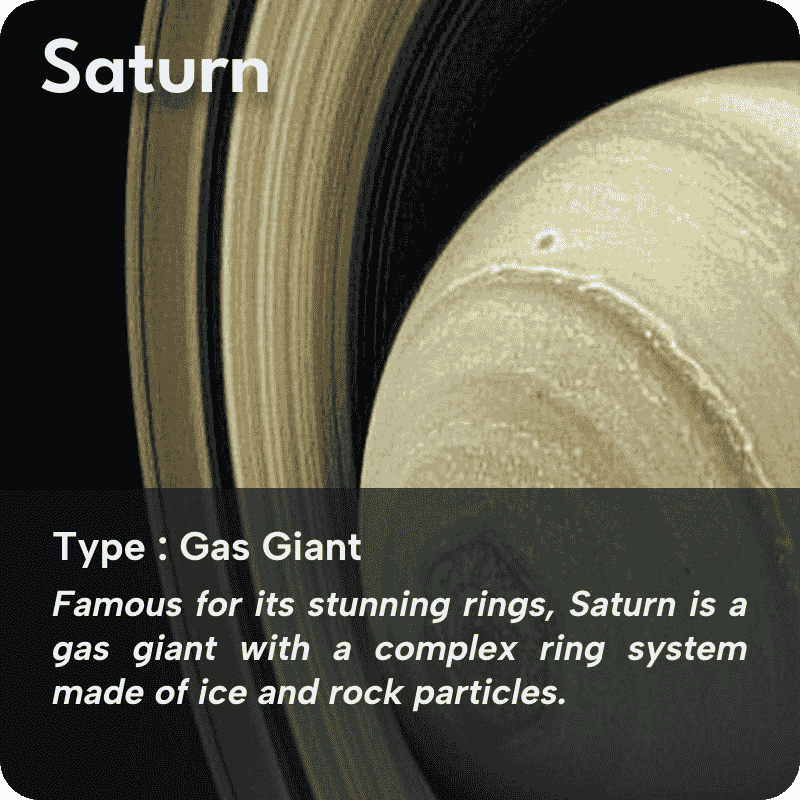 Saturn
Type : Gas Giant
Famous for its stunning rings, Saturn is a
gas giant with a complex ring system
made of ice and rock particles.